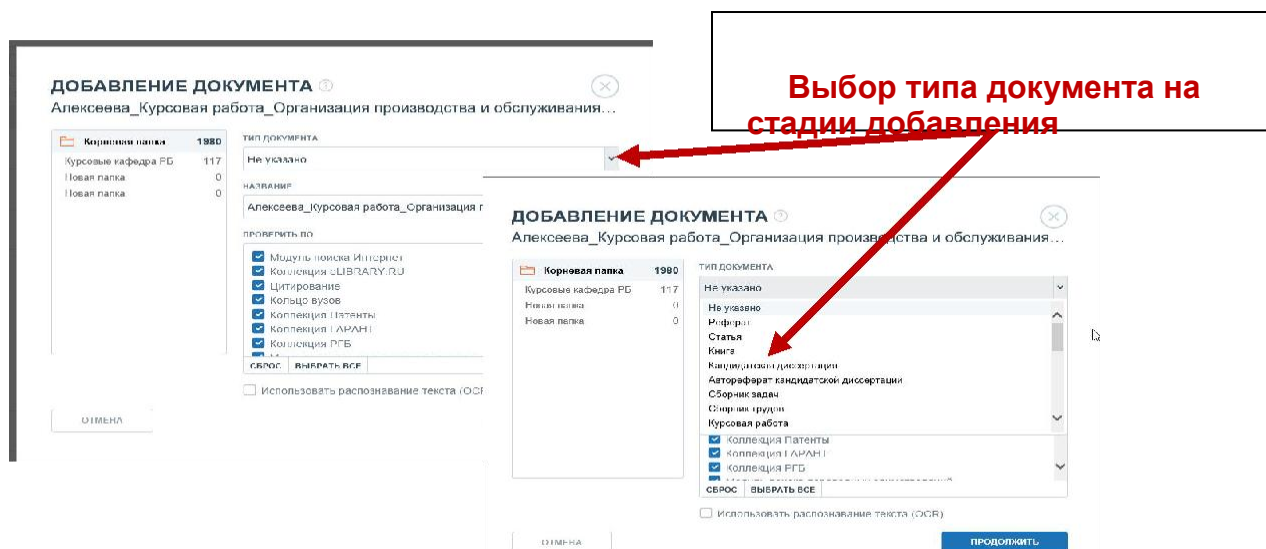 Выбор типа документа на
стадии добавления
ДОБАВЛЕНИЕ ДОКУМЕНТА
Алексеева_Курсовая работа_Организация производства и обслуживания...
Корневая папка 1980
Курсовые кафедра РБ 117
Новая папка 0
Новая папка 0
ТИП ДОКУМЕНТА
Не указано
НАЗВАНИЕ
Алексеева_Курсовая работа_Организация г
ПРОВЕРИТЬ ПО
Модуль поиска Интернет
Коллекция eLIBRARY.RU
Цитирование
Кольцо вузов
Коллекция Патенты
Коллекция ГАРАНТ
Коллекция РГБ
СБРОС ВЫБРАТЬ ВСЕ
Использовать распознавание текста (OCR
ОТМЕНА
ДОБАВЛЕНИЕ ДОКУМЕНТА
Алексеева_Курсовая работа_Организация производства и обслуживания...
Корневая папка 1980
Курсовые кафедра РБ 117
Новая папка 0
Новая папка 0
ТИП ДОКУМЕНТА
Не указано
Не указано
Реферат
Статья
Книга
Кандидатская диссертация
Автореферат кандидатской диссертации
Сборник задач
Сборник трудов
Курсовая работа
Коллекция Патенты
Коллекция ГАРАНТ
Коллекция РГБ
СБРОС ВЫБРАТЬ ВСЕ
Использовать распознавание текста (OCR)
ОТМЕНА
ПРОДОЛЖИТЬ